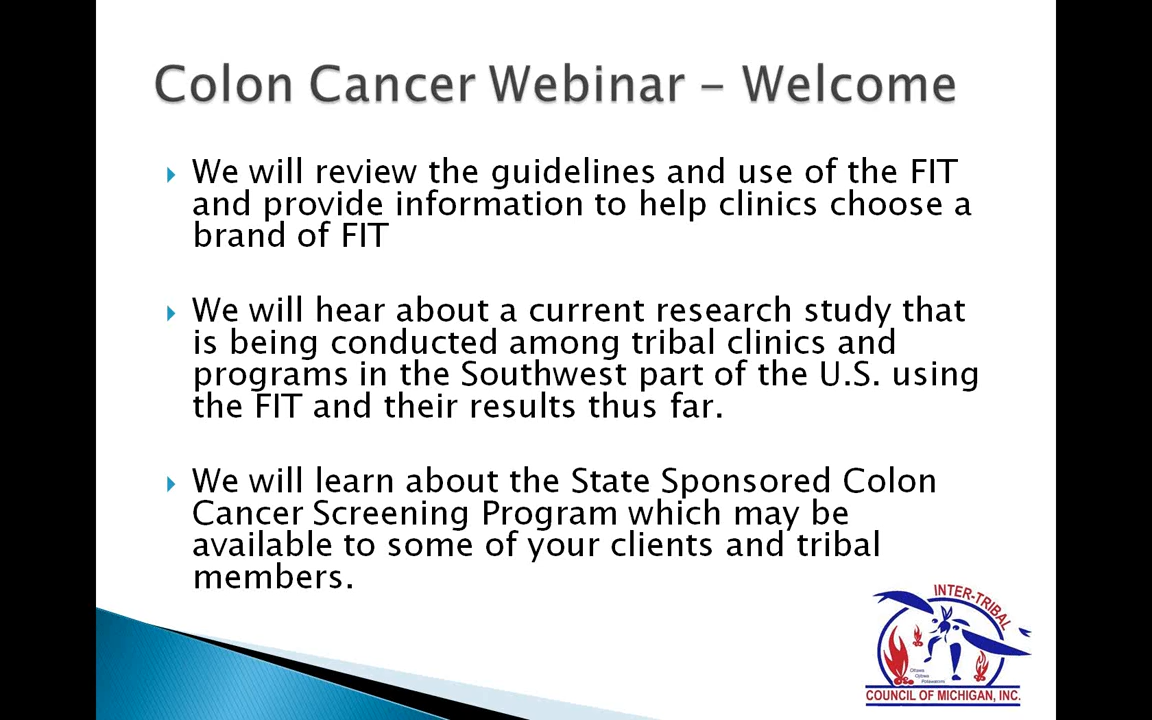 Colon Cancer Webinar – Welcome
We will review the guidelines and use of the FIT
and provide information to help clinics choose a
brand of FIT
We will hear about a current research study that
is being conducted among tribal clinics and
programs in the Southwest part of the U.S. using
the FIT and their results thus far.
We will learn about the State Sponsored Colon
Cancer Screening Program which may be
available to some of your clients and tribal
members.
INTER-TRIBAL
Ottawa
Ojibwa
Potawatomi
COUNCIL OF MICHIGAN, INC.